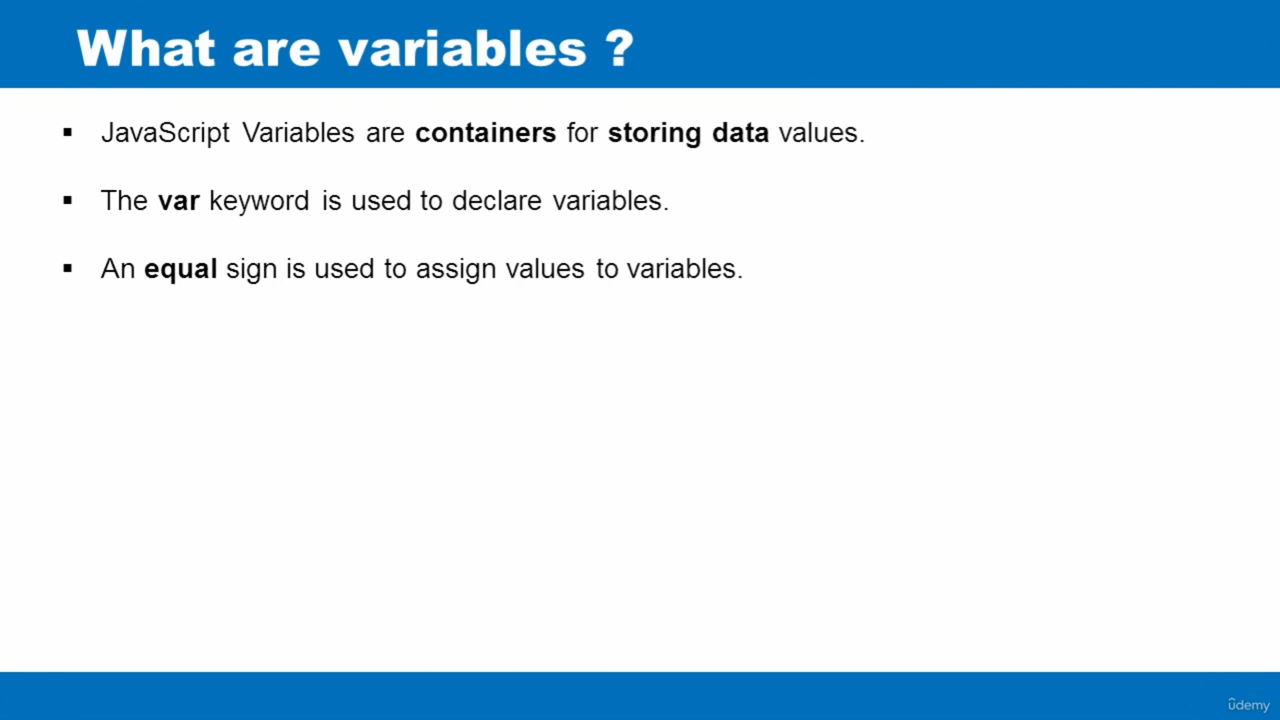 What are variables ?
▪ JavaScript Variables are containers for storing data values.
▪ The var keyword is used to declare variables.
▪ An equal sign is used to assign values to variables.
ûdemy